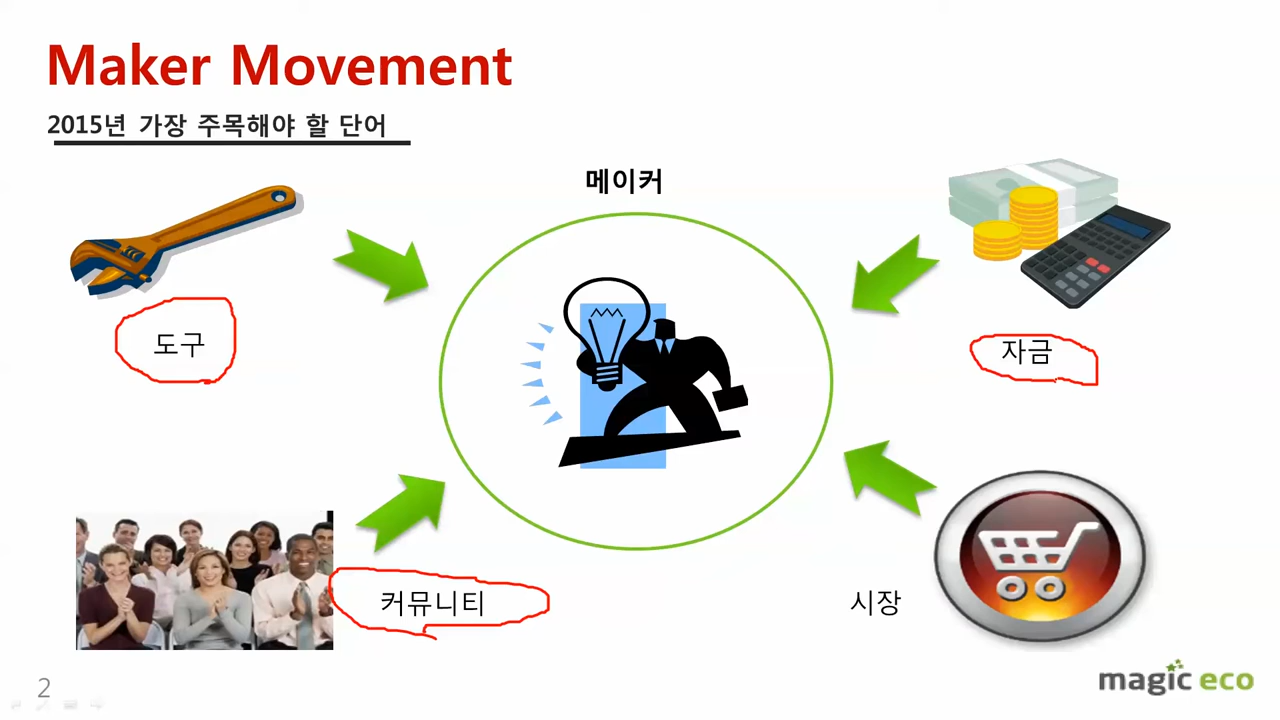 Maker Movement
2015년 가장 주목해야 할 단어
메이커
도구
자금
커뮤니티
시장
2
magic eco